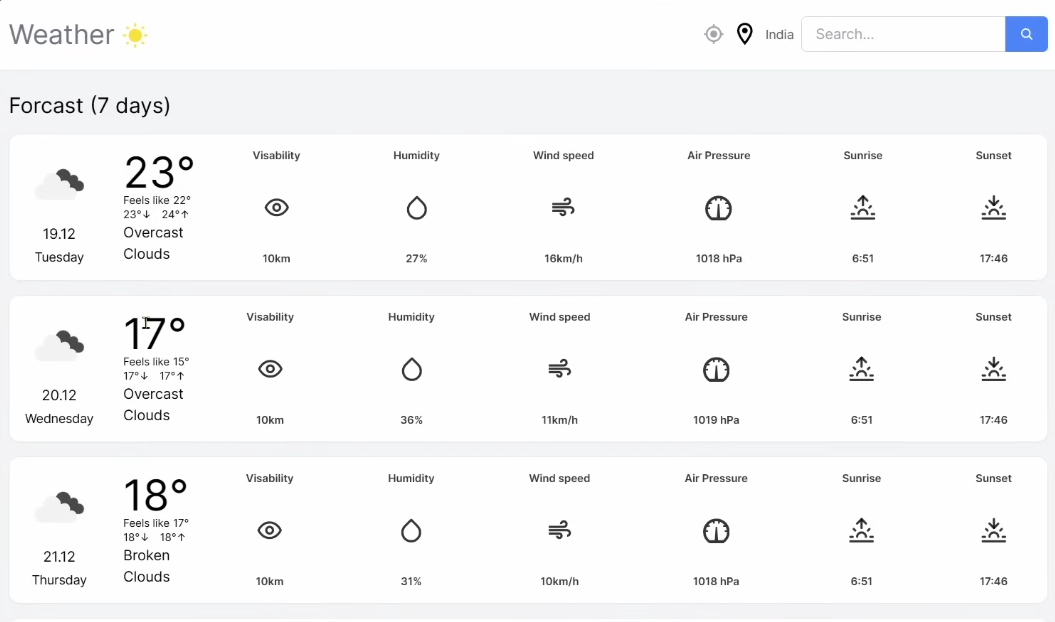 Weather
India
Search...
Forcast (7 days)
23°
Visability
Humidity
Wind speed
Air Pressure
Sunrise
Sunset
Feels like 22°
23°↓ 24°↑
19.12
Overcast
Clouds
Tuesday
10km
27%
16km/h
1018 hPa
6:51
17:46
17°
Visability
Humidity
Wind speed
Air Pressure
Sunrise
Sunset
Feels like 15°
17°↓ 17°↑
20.12
Overcast
Clouds
Wednesday
10km
36%
11km/h
1019 hPa
6:51
17:46
18°
Visability
Humidity
Wind speed
Air Pressure
Sunrise
Sunset
Feels like 17°
18°↓ 18°↑
21.12
Broken
Clouds
Thursday
10km
31%
10km/h
1018 hPa
6:51
17:46